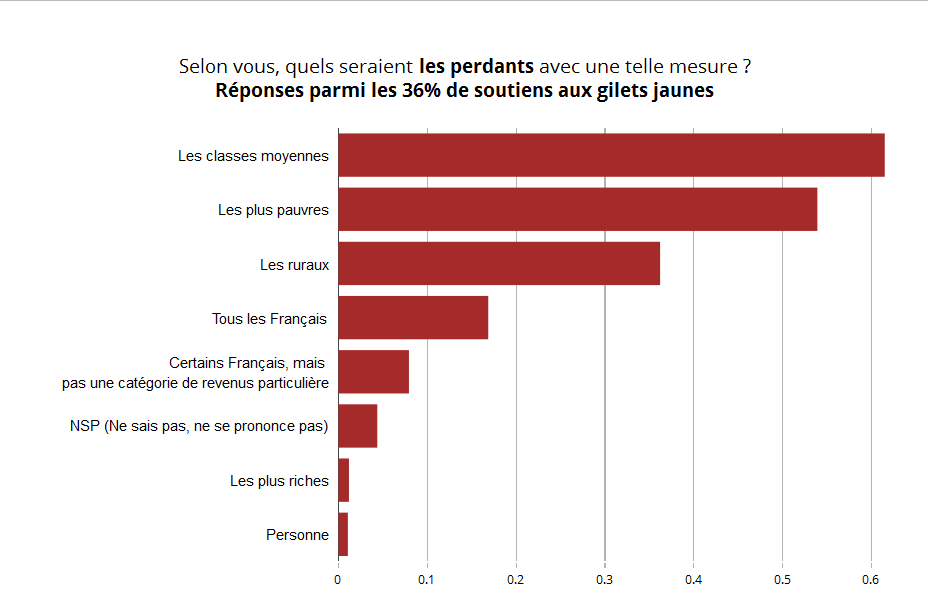 Selon vous, quels seraient les perdants avec une telle mesure ?
Réponses parmi les 36% de soutiens aux gilets jaunes
Les classes moyennes
Les plus pauvres
Les ruraux
Tous les Français
Certains Français, mais
pas une catégorie de revenus particulière
NSP (Ne sais pas, ne se prononce pas)
Les plus riches
Personne
0 0.1 0.2 0.3 0.4 0.5 0.6